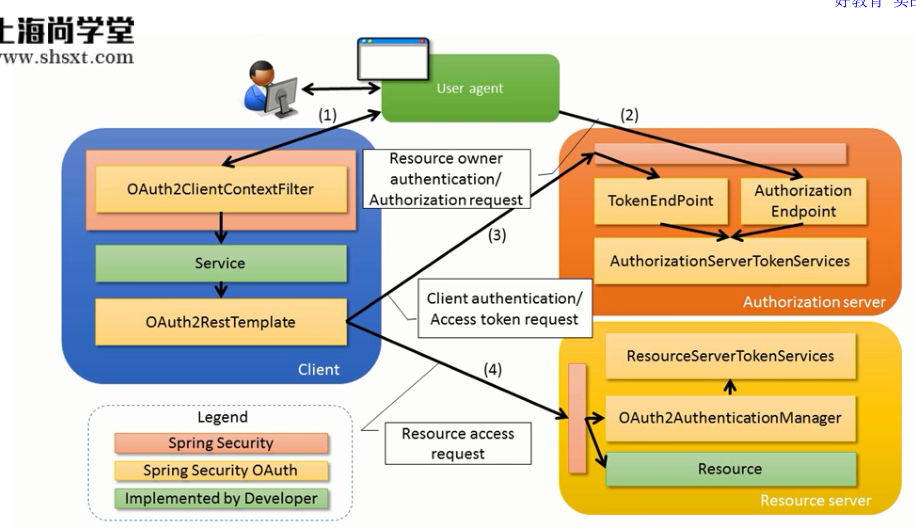 好教育 卖
上海尚学堂
www.shsxt.com
User agent
(1)
(2)
OAuth2ClientContextFilter
Service
OAuth2RestTemplate
Client
Resource owner
authentication/
Authorization request
(3)
Client authentication/
Access token request
(4)
Resource access
request
TokenEndPoint
Authorization
Endpoint
AuthorizationServerTokenServices
Authorization server
ResourceServerTokenServices
OAuth2AuthenticationManager
Resource
Resource server
Legend
Spring Security
Spring Security OAuth
Implemented by Developer